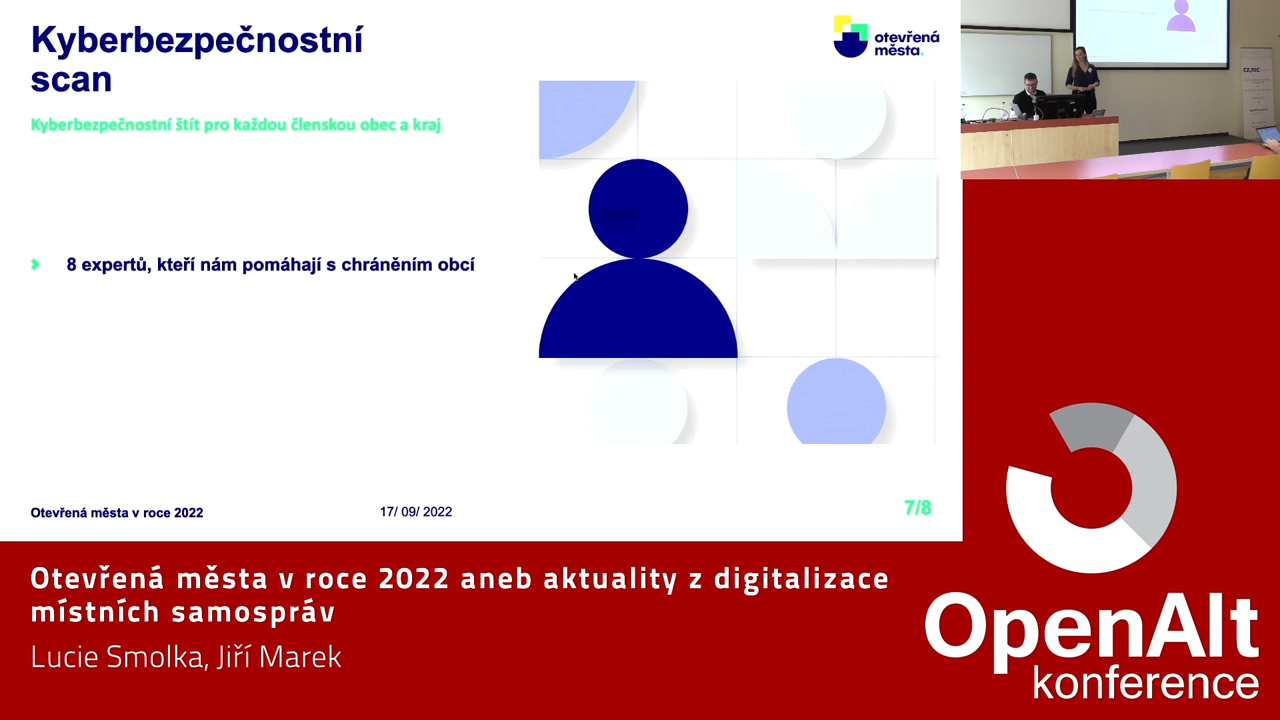 Kyberbezpečnostní
scan
otevřená
města.
Kyberbezpečnostní štít pro každou členskou obec a kraj
8 expertů, kteří nám pomáhají s chráněním obcí
Otevřená města v roce 2022
17/ 09/ 2022
7/8
Otevřená města v roce 2022 aneb aktuality z digitalizace
místních samospráv
Lucie Smolka, Jiří Marek
OpenAlt
konference
CZ.NIC